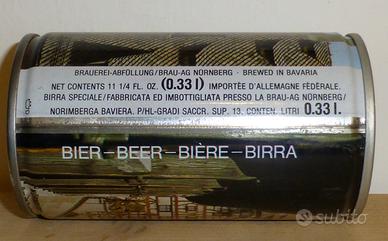 BRAUEREI-ABFÜLLUNG/BRAU-AG NÖRNBERG - BREWED IN BAVARIA
NET CONTENTS 11 1/4 FL. OZ. (0.33 l) IMPORTÉE D'ALLEMAGNE FÉDÉRALE.
BIRRA SPECIALE/FABBRICATA ED IMBOTTIGLIATA PRESSO LA BRAU-AG NÖRNBERG/
NORIMBERGA BAVIERA. P/HL-GRADI SACCR. SUP. 13, CONTEN. LITRI 0.33 l.
BIER–BEER–BIÈRE–BIRRA
subito